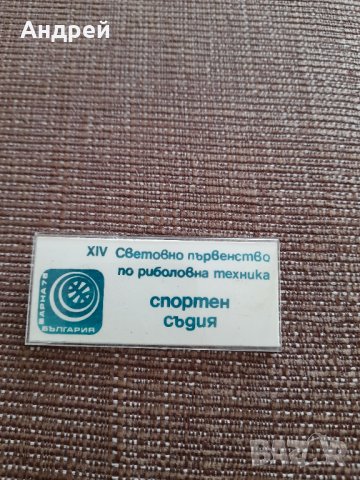 Андрей
XIV Световно първенство
по риболовна техника
спортен
съдия
ВАРНА 78
БЪЛГАРИЯ